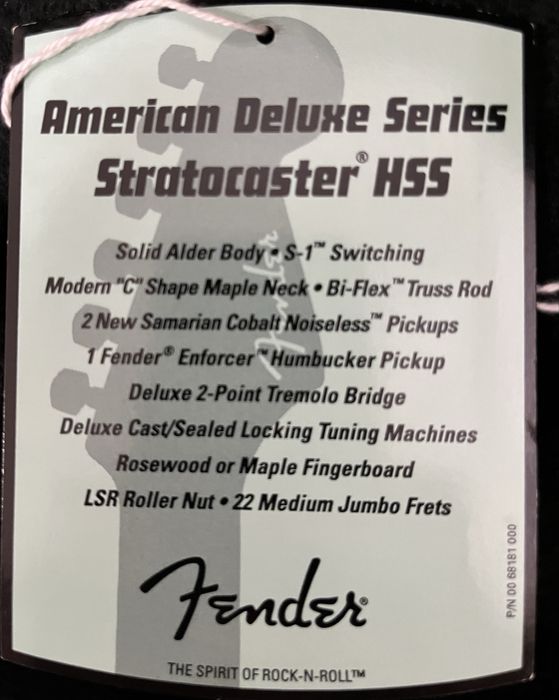 American Deluxe Series
Stratocaster® HSS
Solid Alder Body • S-1™ Switching
Modern "C" Shape Maple Neck • Bi-Flex™ Truss Rod
2 New Samarian Cobalt Noiseless™ Pickups
1 Fender® Enforcer™ Humbucker Pickup
Deluxe 2-Point Tremolo Bridge
Deluxe Cast/Sealed Locking Tuning Machines
Rosewood or Maple Fingerboard
LSR Roller Nut • 22 Medium Jumbo Frets
Fender
Fender®
THE SPIRIT OF ROCK-N-ROLL™
P/N 00 68181 000